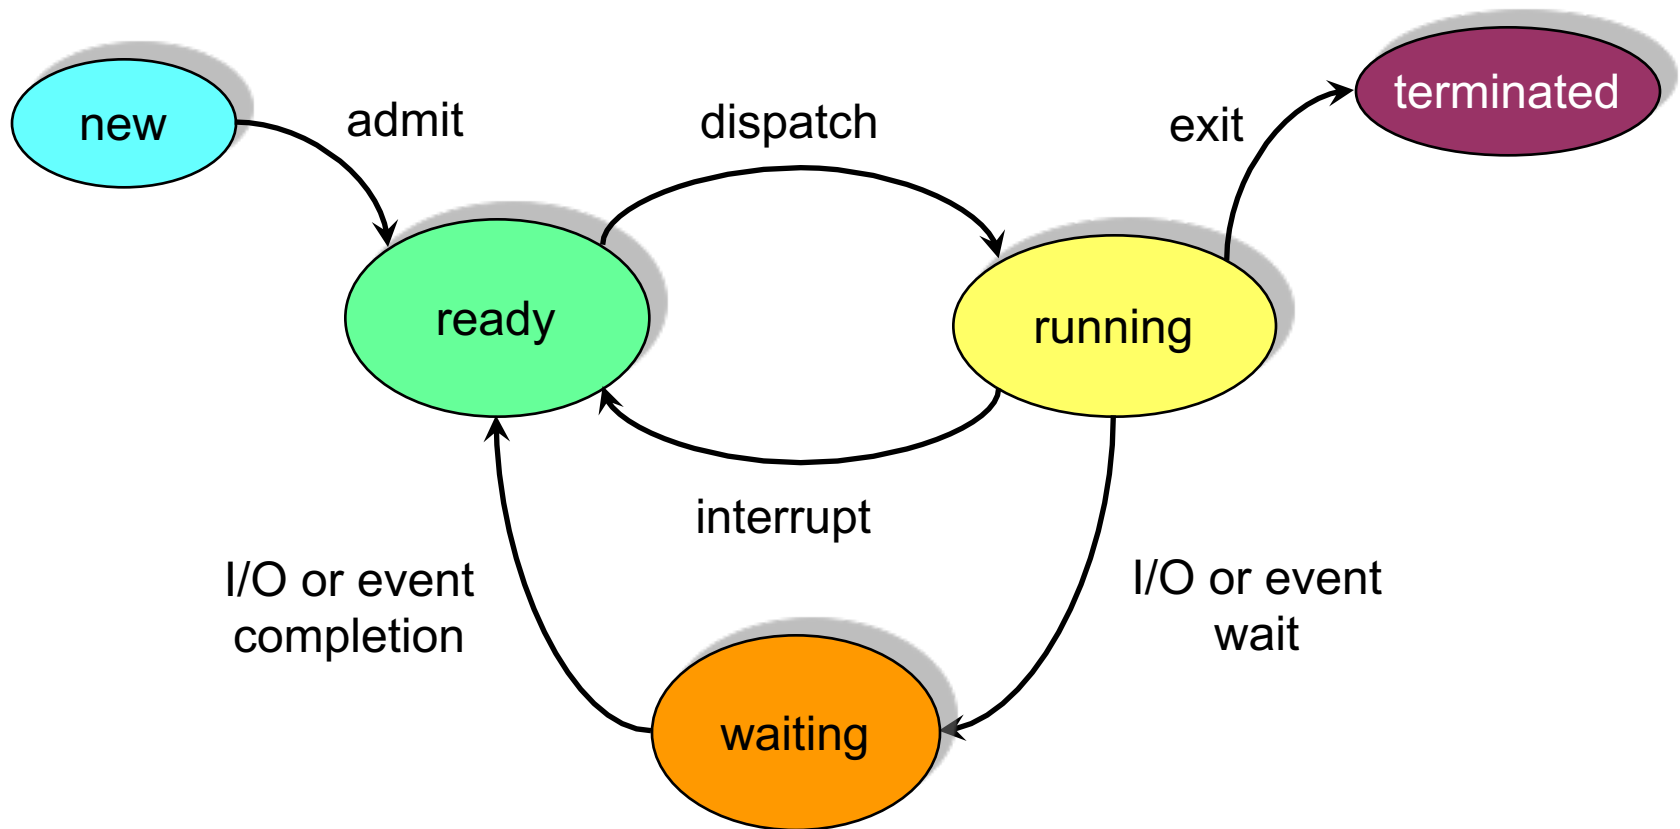 new
admit
dispatch
exit
terminated
ready
running
interrupt
I/O or event
completion
I/O or event
wait
waiting